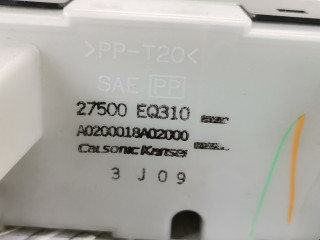 >PP-T20<
SAE PP
27500 EQ310
A0200018A02000
Calsonic Kansei
3 J 09